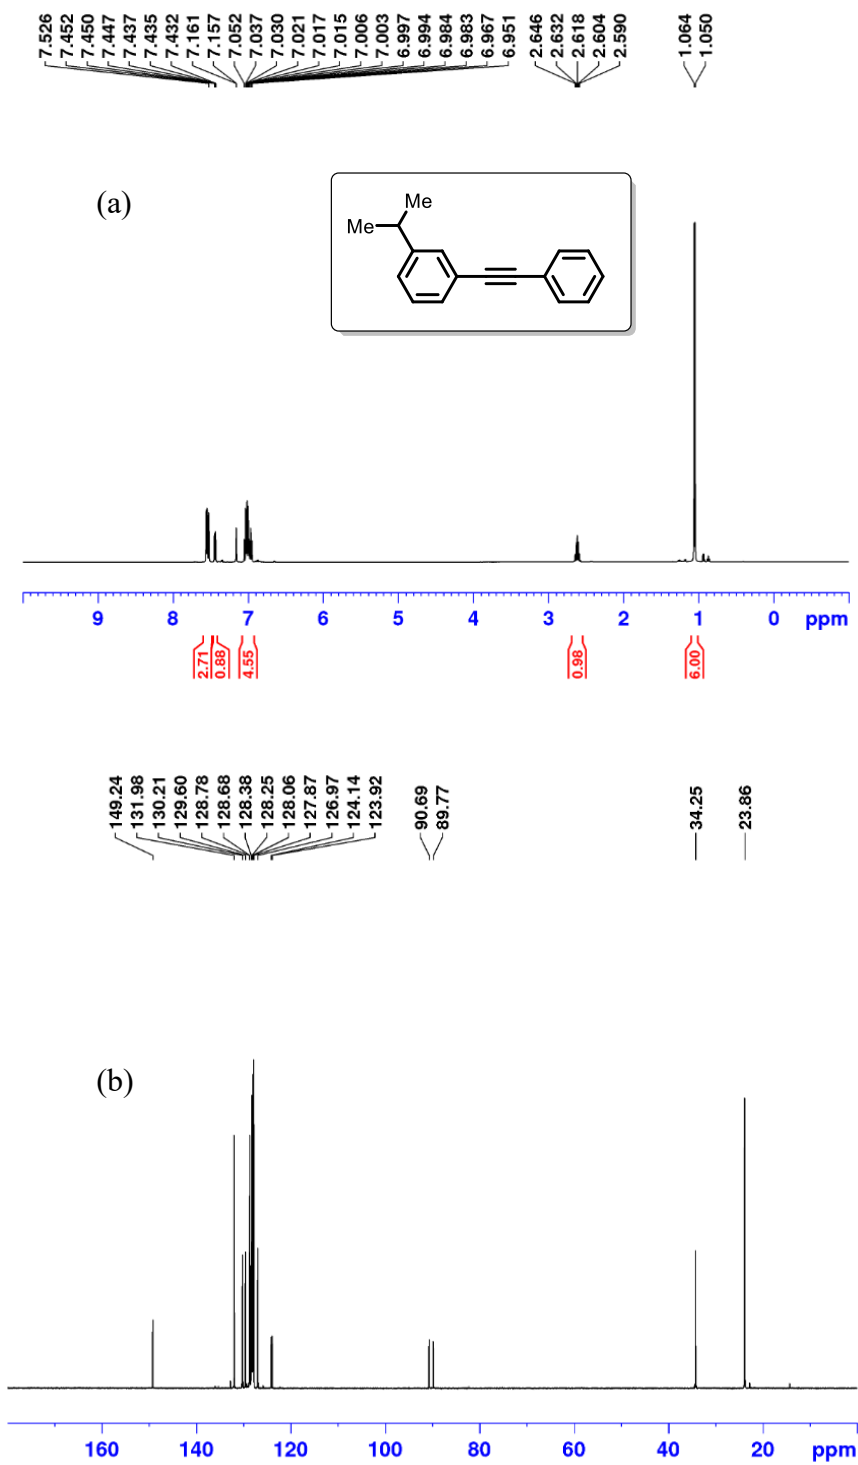 7.526 7.452 7.450 7.447 7.437 7.435 7.432 7.161 7.157 7.052 7.037 7.030 7.021 7.017 7.015 7.006 7.003 6.997 6.994 6.984 6.983 6.967 6.951 2.646 2.632 2.618 2.604 2.590 1.064 1.050
(a)
Me
Me
9 8 7 6 5 4 3 2 1 0 ppm
2.71 0.88 4.55 0.98 6.00
149.24 131.98 130.21 129.60 128.78 128.68 128.38 128.25 128.06 127.87 126.97 124.14 123.92 90.69 89.77 34.25 23.86
(b)
160 140 120 100 80 60 40 20 ppm